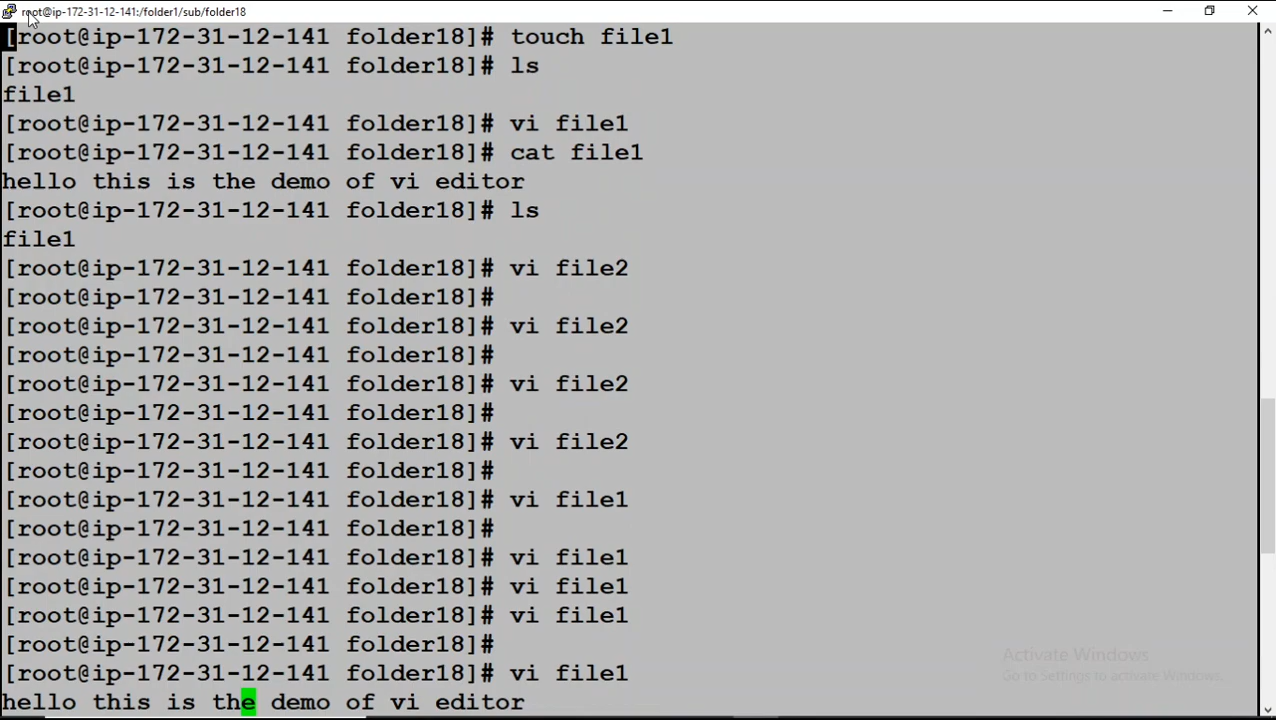 root@ip-172-31-12-141:/folder1/sub/folder18
[root@ip-172-31-12-141 folder18]# touch file1
[root@ip-172-31-12-141 folder18]# ls
file1
[root@ip-172-31-12-141 folder18]# vi file1
[root@ip-172-31-12-141 folder18]# cat file1
hello this is the demo of vi editor
[root@ip-172-31-12-141 folder18]# ls
file1
[root@ip-172-31-12-141 folder18]# vi file2
[root@ip-172-31-12-141 folder18]#
[root@ip-172-31-12-141 folder18]# vi file2
[root@ip-172-31-12-141 folder18]#
[root@ip-172-31-12-141 folder18]# vi file2
[root@ip-172-31-12-141 folder18]#
[root@ip-172-31-12-141 folder18]# vi file2
[root@ip-172-31-12-141 folder18]#
[root@ip-172-31-12-141 folder18]# vi file1
[root@ip-172-31-12-141 folder18]#
[root@ip-172-31-12-141 folder18]# vi file1
[root@ip-172-31-12-141 folder18]# vi file1
[root@ip-172-31-12-141 folder18]# vi file1
[root@ip-172-31-12-141 folder18]#
[root@ip-172-31-12-141 folder18]# vi file1
hello this is the demo of vi editor
Activate Windows
Go to Settings to activate Windows.